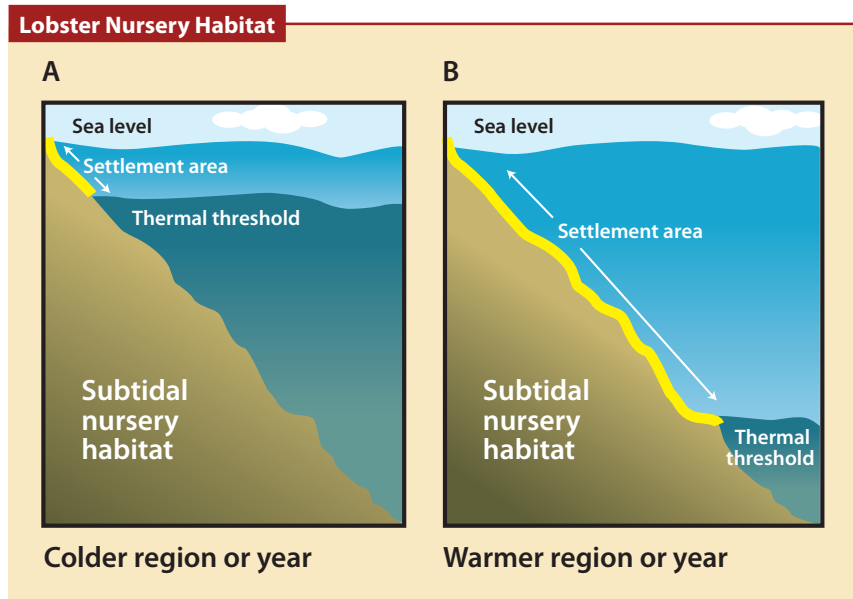 Lobster Nursery Habitat
A
Sea level
Settlement area
Thermal threshold
Subtidal
nursery
habitat
Colder region or year
B
Sea level
Settlement area
Thermal
threshold
Subtidal
nursery
habitat
Warmer region or year